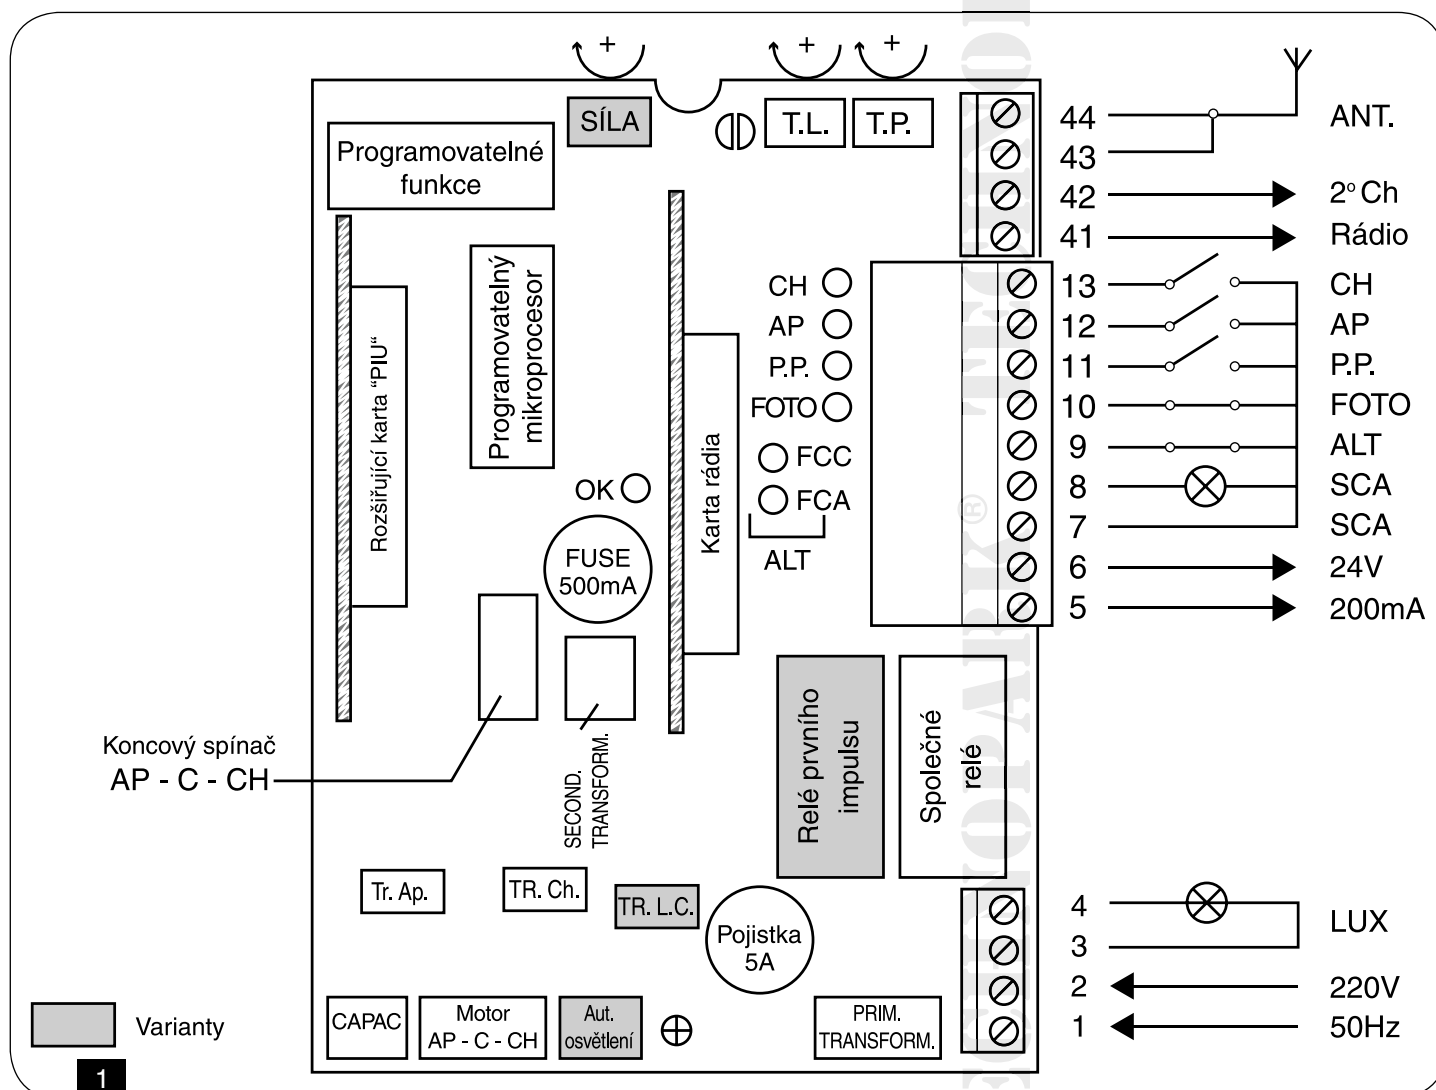 + + +
SÍLA
T.L. T.P.
Programovatelné
funkce
Programovatelný
mikroprocesor
Rozšiřující karta “PIU“
Karta rádia
CH
AP
P.P.
FOTO
FCC
FCA
ALT
OK
FUSE
500mA
44 ANT.
43
42 2º Ch
41 Rádio
13 CH
12 AP
11 P.P.
10 FOTO
9 ALT
8 SCA
7 SCA
6 24V
5 200mA
Koncový spínač
AP - C - CH
SECOND.
TRANSFORM.
Relé prvního
impulsu
Společné
relé
Tr. Ap.
TR. Ch.
TR. L.C.
Pojistka
5A
4
3
LUX
2 220V
1 50Hz
CAPAC
Motor
AP - C - CH
Aut.
osvětlení
PRIM.
TRANSFORM.
Varianty
1
TECHNOPARK®